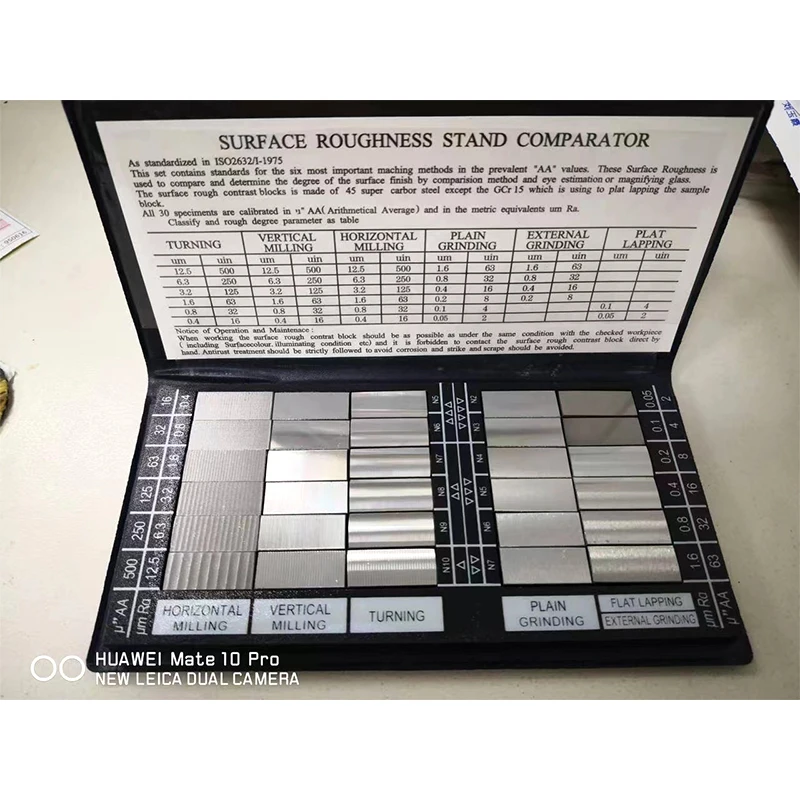 SURFACE ROUGHNESS STAND COMPARATOR
As standardized in ISO2632/I-1975
This set contains standards for the six most important maching methods in the prevalent "AA" values. These Surface Roughness is
used to compare and determine the degree of the surface finish by comparision method and eye estimation or magnifying glass.
The surface rough contrast blocks is made of 45 super carbor steel except the GCr15 which is using to plat lapping the sample
block.
All 30 speciments are calibrated in u" AA(Arithmetical Average) and in the metric equivalents um Ra.
Classify and rough degree parameter as table
TURNING VERTICAL MILLING HORIZONTAL MILLING PLAIN GRINDING EXTERNAL GRINDING PLAT LAPPING
um uin um uin um uin um uin um uin um uin
12.5 500 12.5 500 12.5 500 1.6 63 1.6 63
6.3 250 6.3 250 6.3 250 0.8 32 0.8 32
3.2 125 3.2 125 3.2 125 0.4 16 0.4 16
1.6 63 1.6 63 1.6 63 0.2 8 0.2 8
0.8 32 0.8 32 0.8 32 0.1 4 0.1 4
0.4 16 0.4 16 0.4 16 0.05 2 0.05 2
Notice of Operation and Maintenace :
When working the surface rough contrat block should be as possible as under the same condition with the checked workpiece
( including Surfacecolour. illuminating condition etc) and it is forbidden to contact the surface rough contrast block direct by
hand. Antirust treatment should be strictly followed to avoid corrosion and strike and scrape should be avoided.
16 0.4 N5 N2 0.05 2
32 0.8 N6 N3 0.1 4
63 1.6 N7 N4 0.2 8
125 3.2 N8 N5 0.4 16
250 6.3 N9 N6 0.8 32
500 12.5 N10 N7 1.6 63
µ" AA µm Ra HORIZONTAL MILLING VERTICAL MILLING TURNING PLAIN GRINDING FLAT LAPPING EXTERNAL GRINDING µm Ra µ" AA
HUAWEI Mate 10 Pro
NEW LEICA DUAL CAMERA